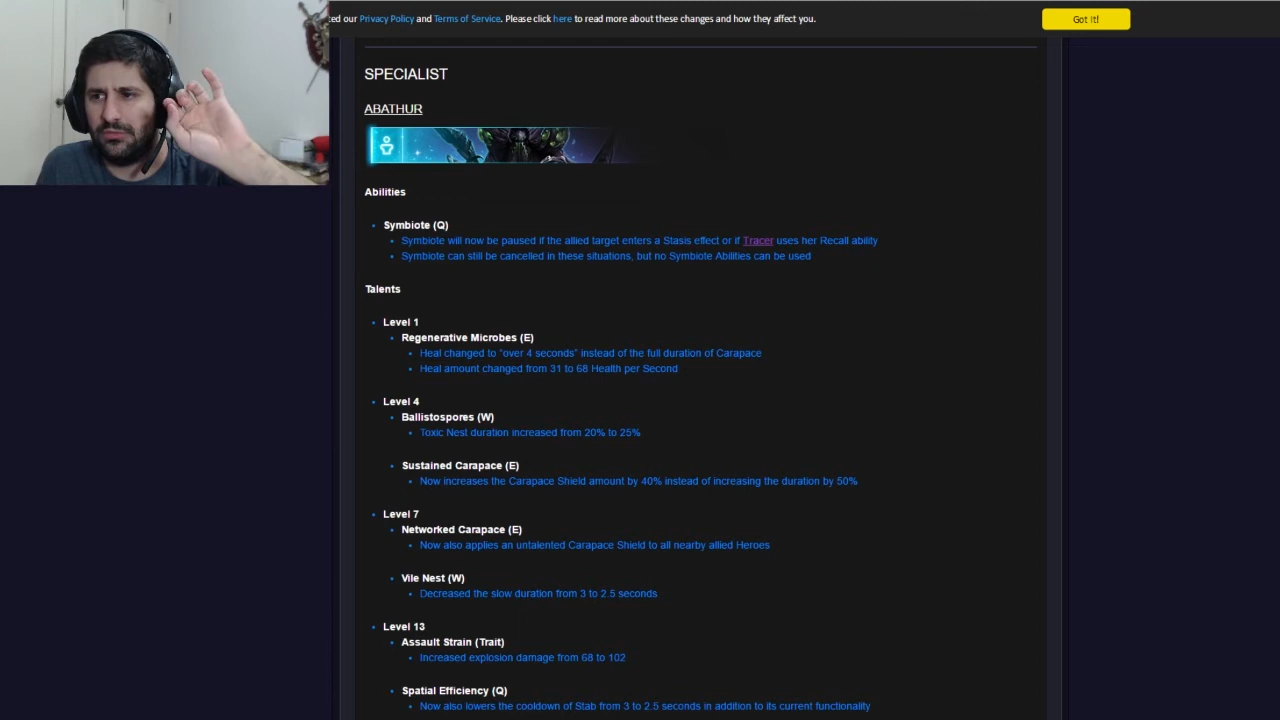 ted our Privacy Policy and Terms of Service. Please click here to read more about these changes and how they affect you.
Got it!
SPECIALIST
ABATHUR
Abilities
Symbiote (Q)
Symbiote will now be paused if the allied target enters a Stasis effect or if Tracer uses her Recall ability
Symbiote can still be cancelled in these situations, but no Symbiote Abilities can be used
Talents
Level 1
Regenerative Microbes (E)
Heal changed to "over 4 seconds" instead of the full duration of Carapace
Heal amount changed from 31 to 68 Health per Second
Level 4
Ballistospores (W)
Toxic Nest duration increased from 20% to 25%
Sustained Carapace (E)
Now increases the Carapace Shield amount by 40% instead of increasing the duration by 50%
Level 7
Networked Carapace (E)
Now also applies an untalented Carapace Shield to all nearby allied Heroes
Vile Nest (W)
Decreased the slow duration from 3 to 2.5 seconds
Level 13
Assault Strain (Trait)
Increased explosion damage from 68 to 102
Spatial Efficiency (Q)
Now also lowers the cooldown of Stab from 3 to 2.5 seconds in addition to its current functionality